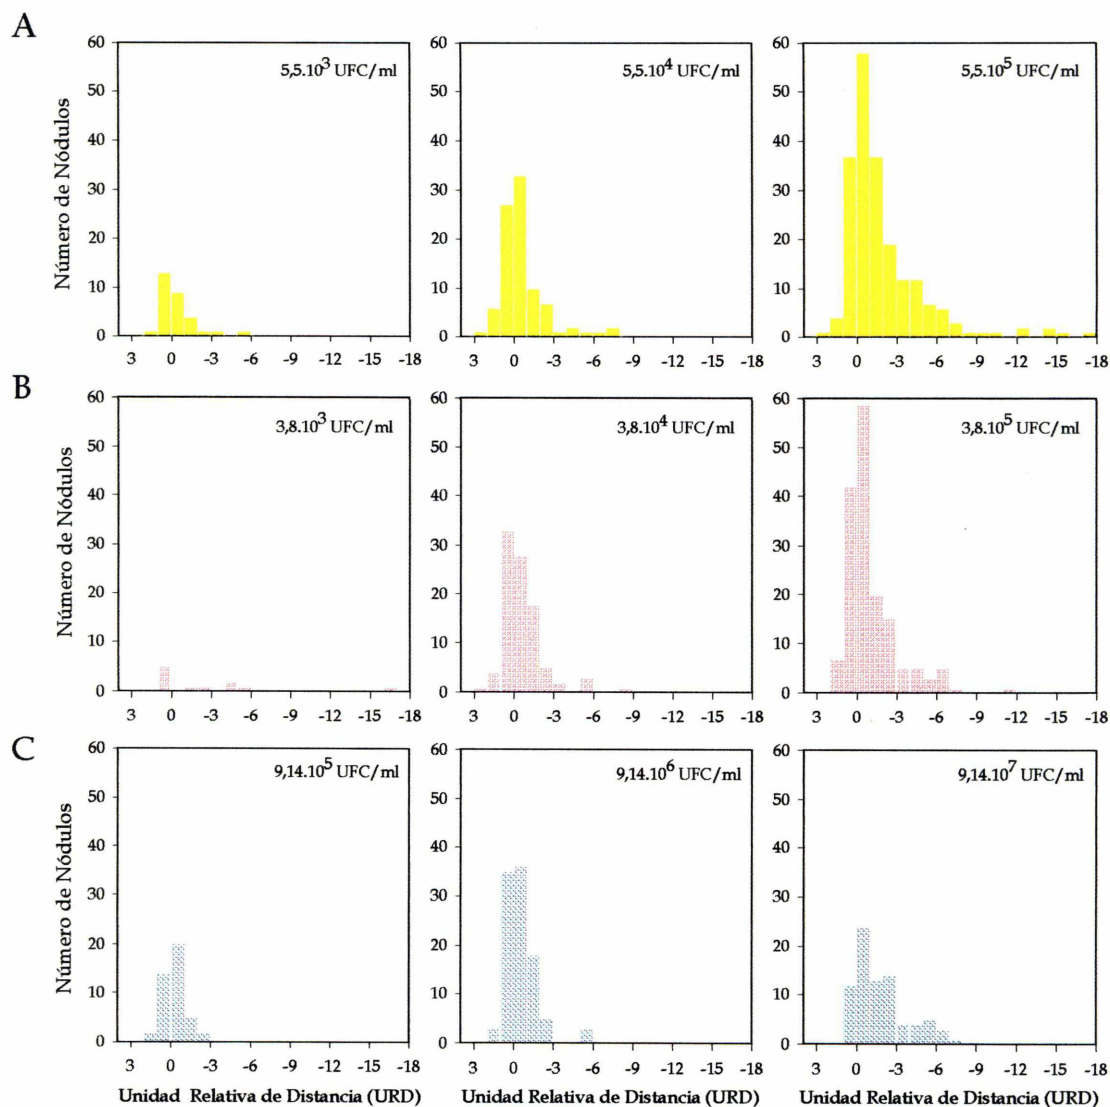 A
60 50 40 30 20 10 0
Número de Nódulos
5,5.10³ UFC/ml
3 0 -3 -6 -9 -12 -15 -18
60 50 40 30 20 10 0
5,5.10⁴ UFC/ml
3 0 -3 -6 -9 -12 -15 -18
60 50 40 30 20 10 0
5,5.10⁵ UFC/ml
3 0 -3 -6 -9 -12 -15 -18
B
60 50 40 30 20 10 0
Número de Nódulos
3,8.10³ UFC/ml
3 0 -3 -6 -9 -12 -15 -18
60 50 40 30 20 10 0
3,8.10⁴ UFC/ml
3 0 -3 -6 -9 -12 -15 -18
60 50 40 30 20 10 0
3,8.10⁵ UFC/ml
3 0 -3 -6 -9 -12 -15 -18
C
60 50 40 30 20 10 0
Número de Nódulos
9,14.10⁵ UFC/ml
3 0 -3 -6 -9 -12 -15 -18
Unidad Relativa de Distancia (URD)
60 50 40 30 20 10 0
9,14.10⁶ UFC/ml
3 0 -3 -6 -9 -12 -15 -18
Unidad Relativa de Distancia (URD)
60 50 40 30 20 10 0
9,14.10⁷ UFC/ml
3 0 -3 -6 -9 -12 -15 -18
Unidad Relativa de Distancia (URD)